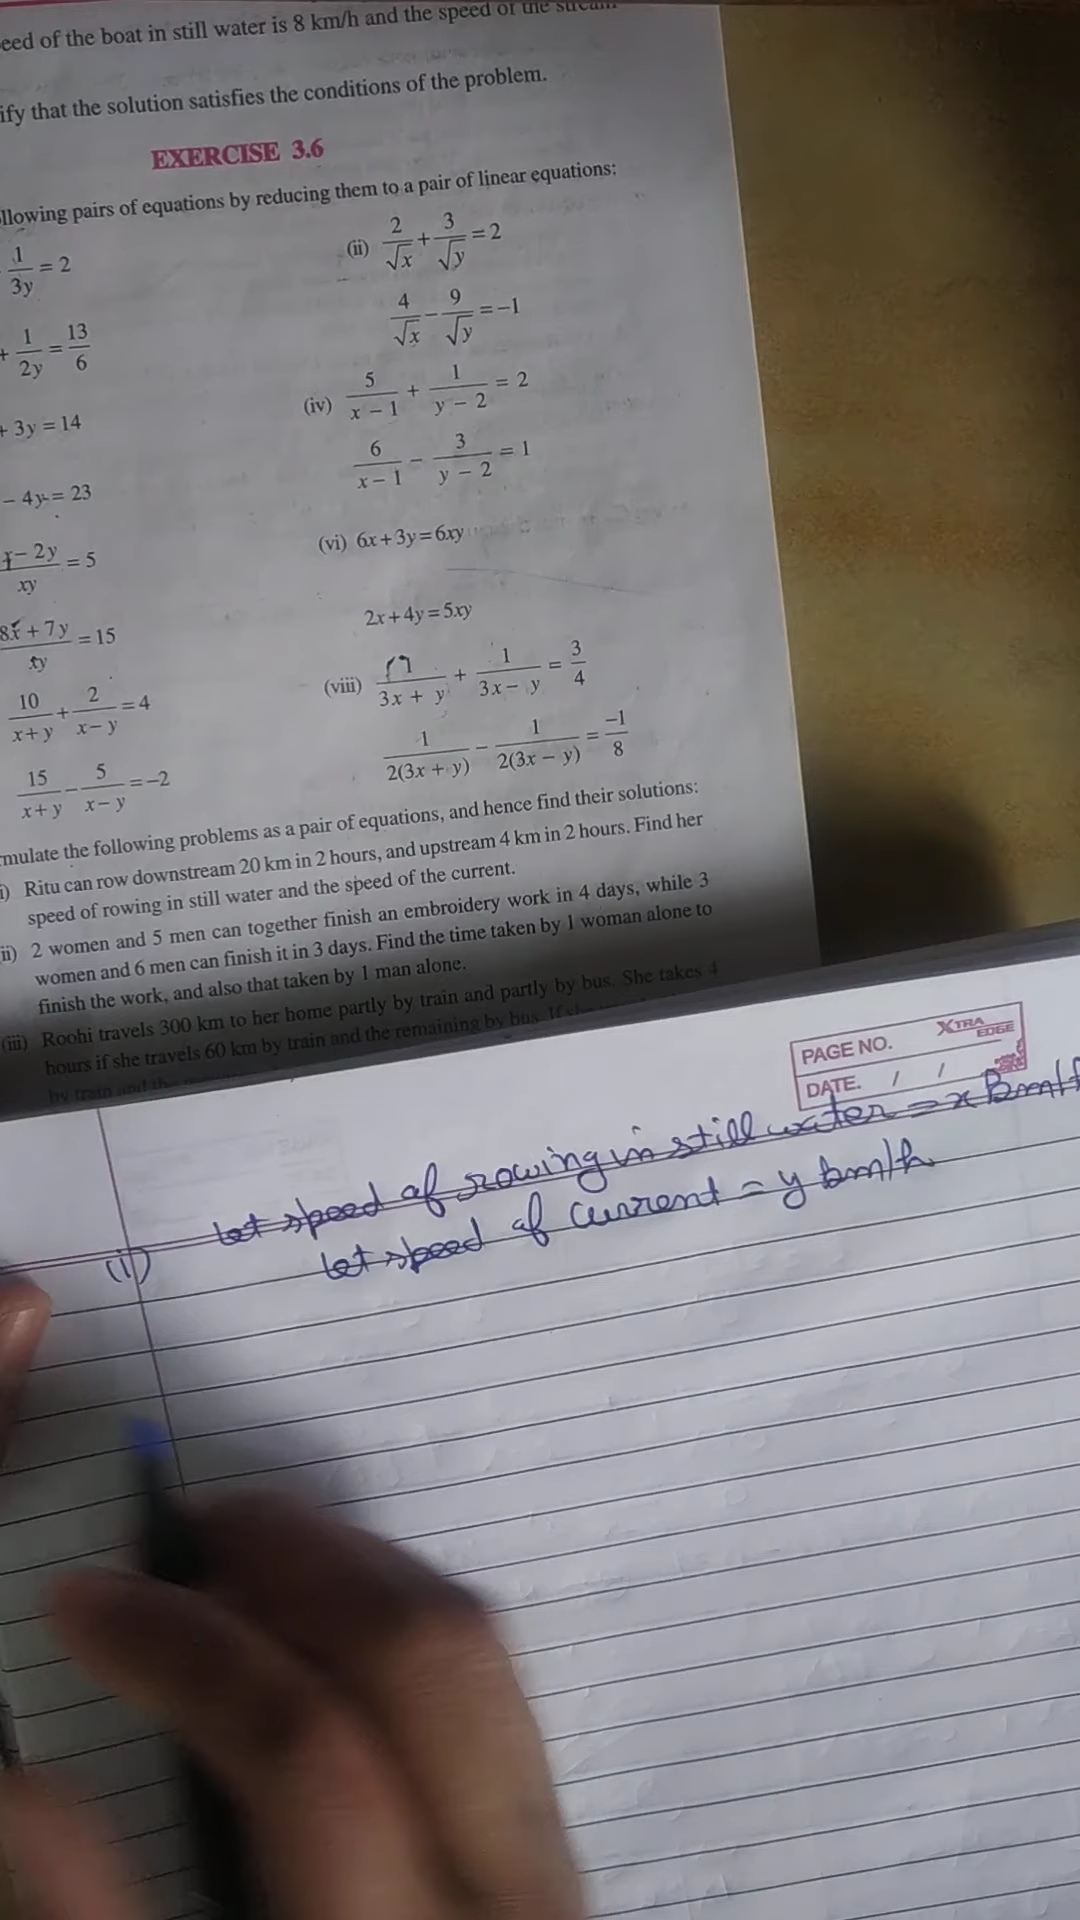 eed of the boat in still water is 8 km/h and the speed of the stream
ify that the solution satisfies the conditions of the problem.
EXERCISE 3.6
llowing pairs of equations by reducing them to a pair of linear equations:
1/3y = 2
(ii) 2/√x + 3/√y = 2
+ 1/2y = 13/6
4/√x - 9/√y = -1
+ 3y = 14
(iv) 5/x - 1 + 1/y - 2 = 2
- 4y = 23
6/x - 1 - 3/y - 2 = 1
- 2y/xy = 5
(vi) 6x + 3y = 6xy
8x + 7y/xy = 15
2x + 4y = 5xy
10/x + y + 2/x - y = 4
(viii) 1/3x + y + 1/3x - y = 3/4
15/x + y - 5/x - y = -2
1/2(3x + y) - 1/2(3x - y) = -1/8
mulate the following problems as a pair of equations, and hence find their solutions:
i) Ritu can row downstream 20 km in 2 hours, and upstream 4 km in 2 hours. Find her
speed of rowing in still water and the speed of the current.
ii) 2 women and 5 men can together finish an embroidery work in 4 days, while 3
women and 6 men can finish it in 3 days. Find the time taken by 1 woman alone to
finish the work, and also that taken by 1 man alone.
(iii) Roohi travels 300 km to her home partly by train and partly by bus. She takes 4
hours if she travels 60 km by train and the remaining by bus. If she
by train and the
XTRA EDGE
PAGE NO.
DATE. / /
let speed of rowing in still water = x km/h
(i) let speed of current = y km/h